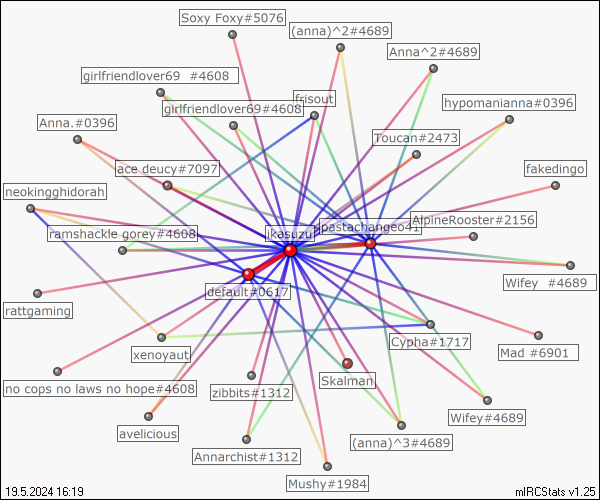 Soxy Foxy#5076
(anna)^2#4689
Anna^2#4689
girlfriendlover69 #4608
girlfriendlover69#4608
frisout
hypomanianna#0396
Anna.#0396
Toucan#2473
ace deucy#7097
fakedingo
neokingghidorah
ramshackle gorey#4608
ikasuzu
pastachangeo41
AlpineRooster#2156
Wifey #4689
default#0617
rattgaming
Cypha#1717
xenoyaut
Mad #6901
Skalman
no cops no laws no hope#4608
zibbits#1312
Wifey#4689
avelicious
(anna)^3#4689
Annarchist#1312
Mushy#1984
19.5.2024 16:19
mIRCStats v1.25